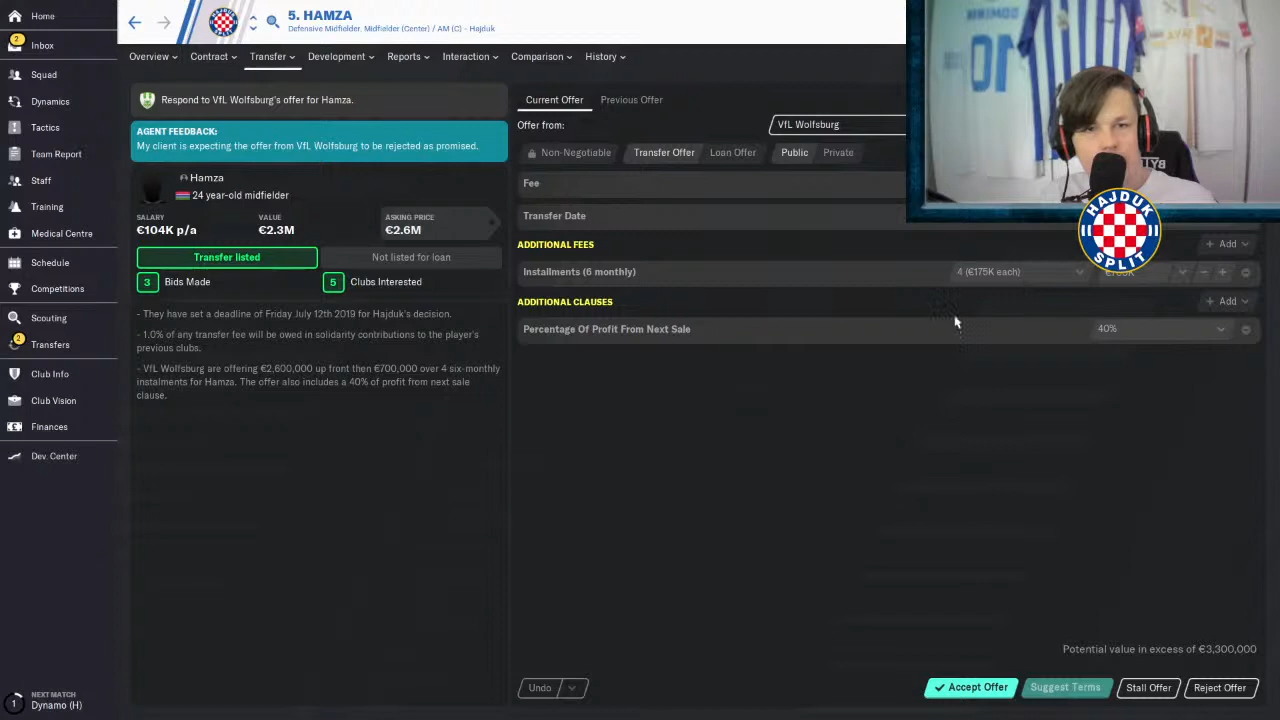 Home
5. HAMZA
Defensive Midfielder, Midfielder (Center) / AM (C) - Hajduk
2
Inbox
Overview
Contract
Transfer
Development
Reports
Interaction
Comparison
History
Squad
Dynamics
Tactics
Team Report
Staff
Training
Medical Centre
Schedule
Competitions
Scouting
2
Transfers
Club Info
Club Vision
Finances
Dev. Center
NEXT MATCH
1
Dynamo (H)
Respond to VfL Wolfsburg's offer for Hamza.
AGENT FEEDBACK:
My client is expecting the offer from VfL Wolfsburg to be rejected as promised.
Hamza
24 year-old midfielder
SALARY
VALUE
ASKING PRICE
€104K p/a
€2.3M
€2.6M
Transfer listed
Not listed for loan
3 Bids Made
5 Clubs Interested
- They have set a deadline of Friday July 12th 2019 for Hajduk's decision.
- 1.0% of any transfer fee will be owed in solidarity contributions to the player's
previous clubs.
- VfL Wolfsburg are offering €2,600,000 up front then €700,000 over 4 six-monthly
instalments for Hamza. The offer also includes a 40% of profit from next sale
clause.
Current Offer
Previous Offer
Offer from:
VfL Wolfsburg
Non-Negotiable
Transfer Offer
Loan Offer
Public
Private
Fee
Transfer Date
ADDITIONAL FEES
+ Add
Installments (6 monthly)
4 (€175K each)
ADDITIONAL CLAUSES
+ Add
Percentage Of Profit From Next Sale
40%
Potential value in excess of €3,300,000
Undo
Accept Offer
Suggest Terms
Stall Offer
Reject Offer
10
HAJDUK
SPLIT